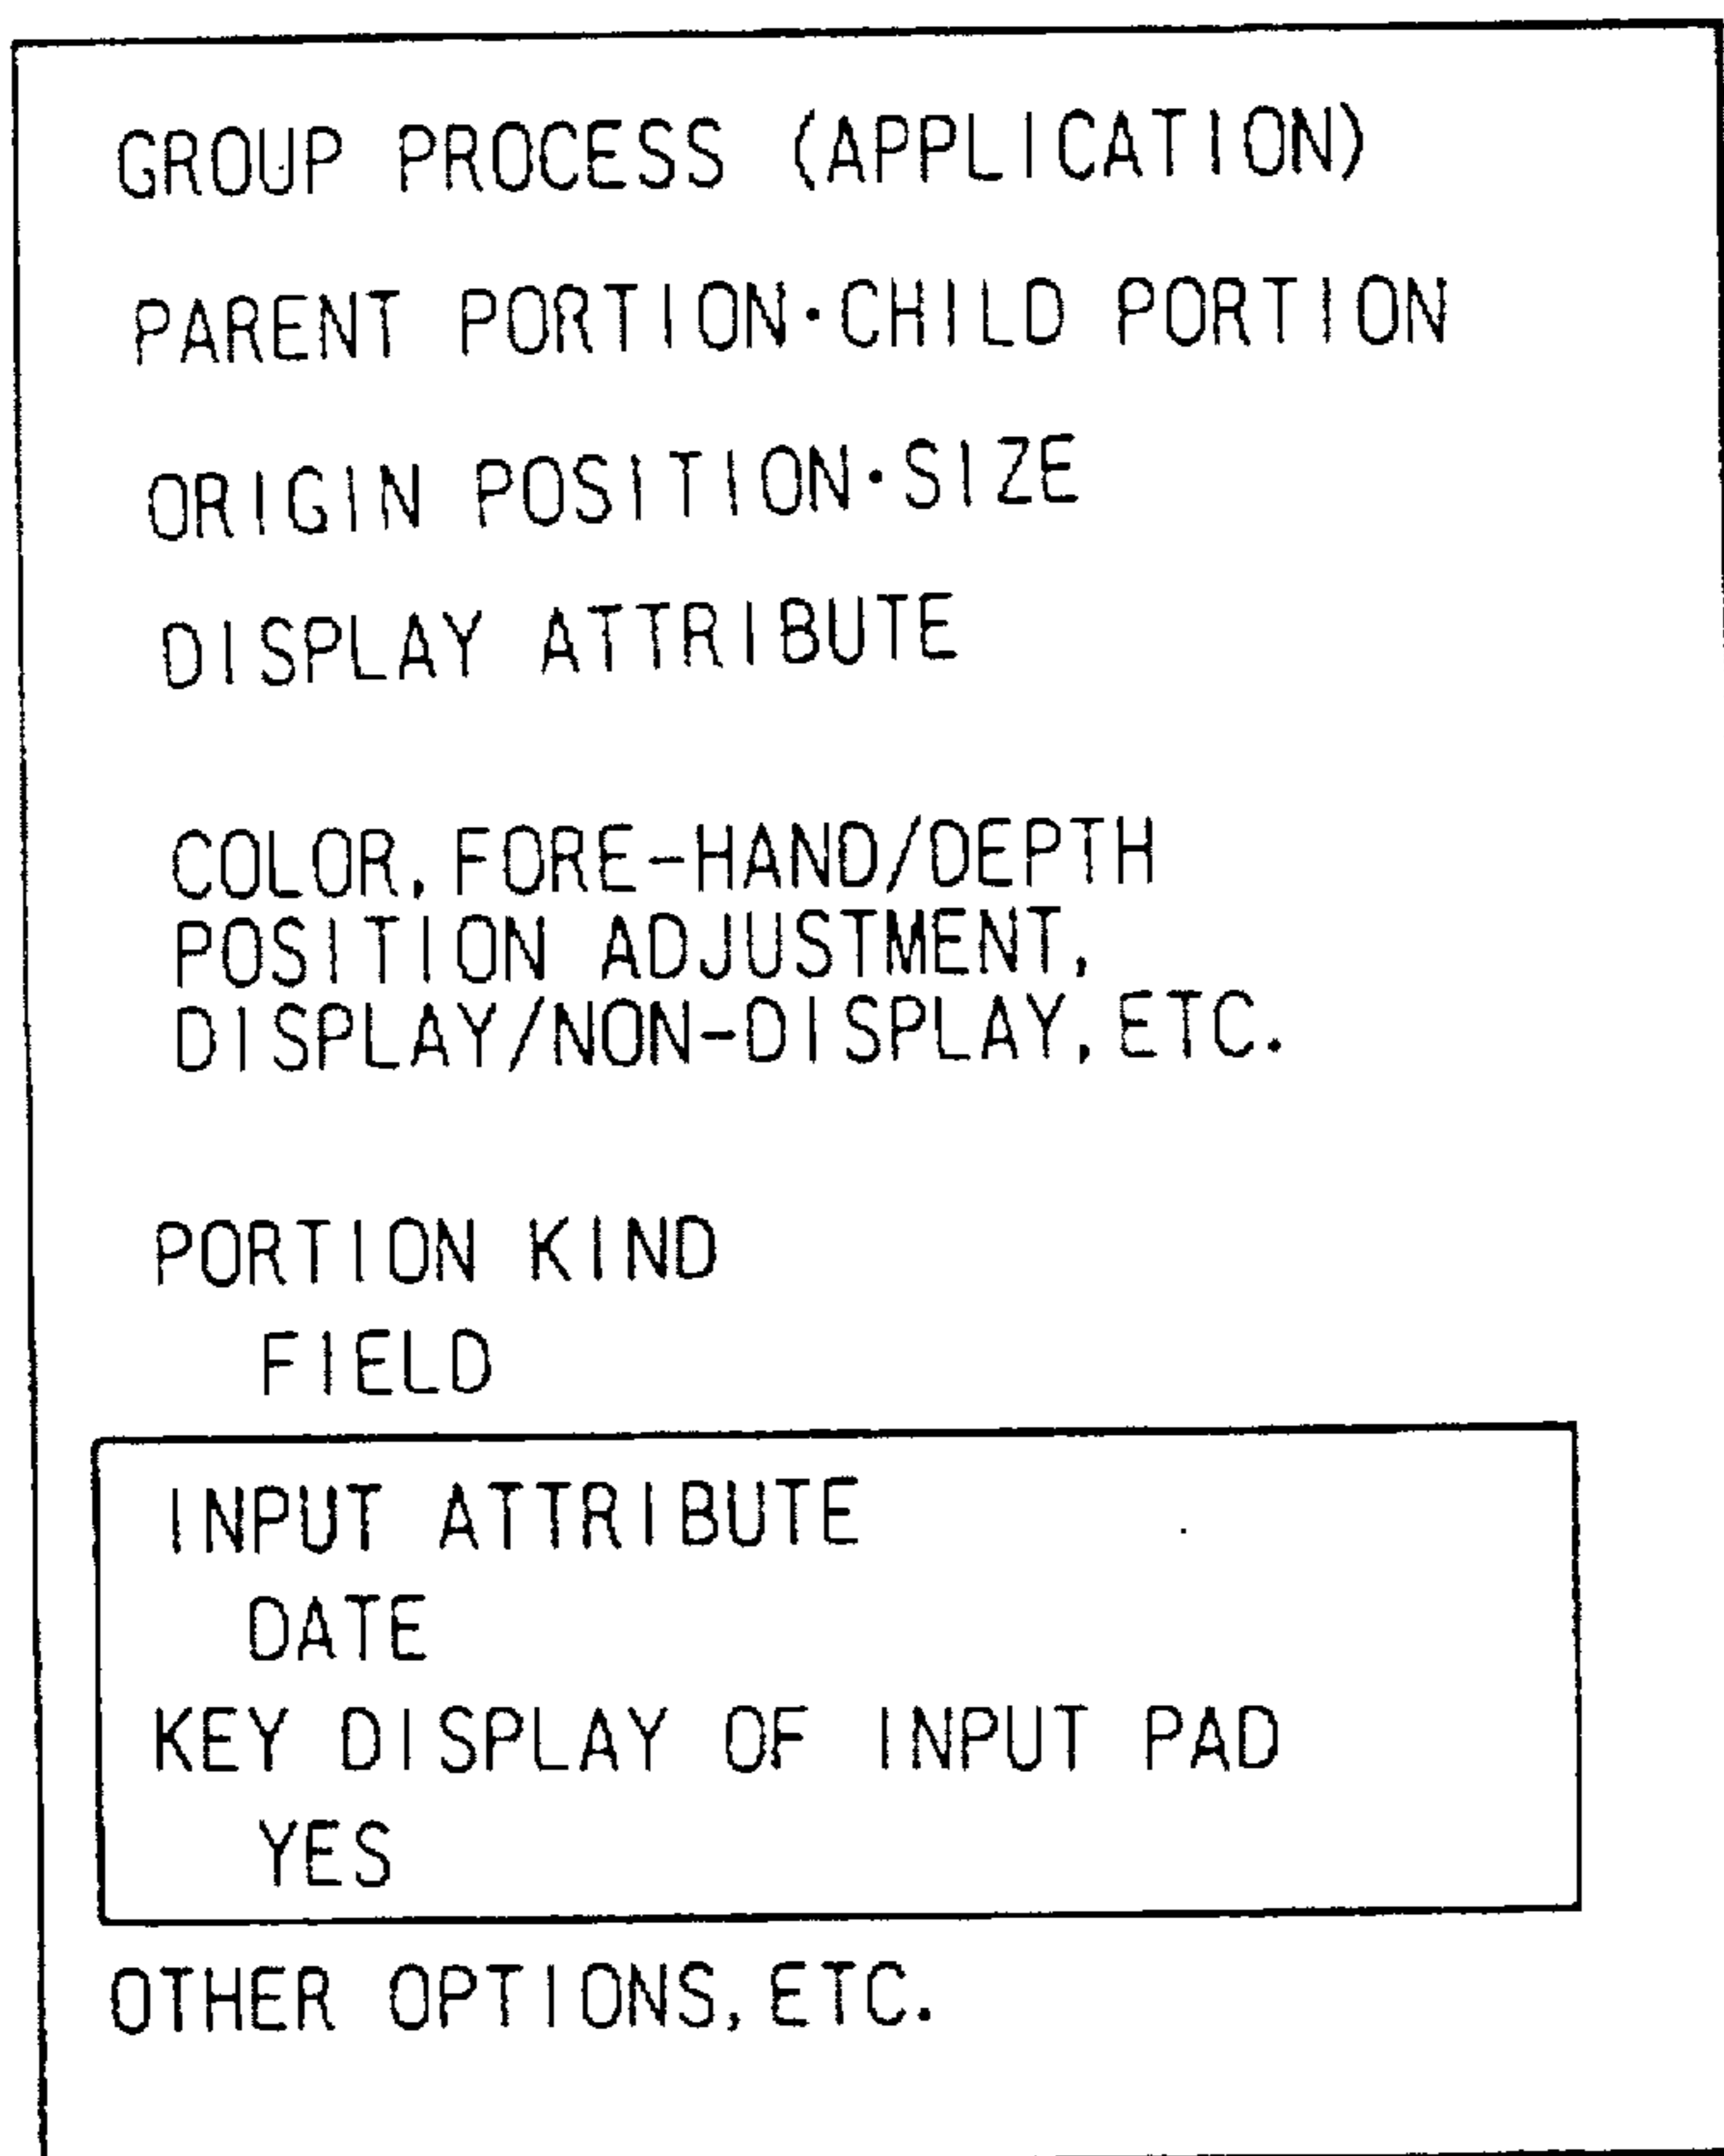 GROUP PROCESS (APPLICATION)
PARENT PORTION・CHILD PORTION
ORIGIN POSITION・SIZE
DISPLAY ATTRIBUTE
COLOR, FORE-HAND/DEPTH
POSITION ADJUSTMENT,
DISPLAY/NON-DISPLAY, ETC.
PORTION KIND
FIELD
INPUT ATTRIBUTE
DATE
KEY DISPLAY OF INPUT PAD
YES
OTHER OPTIONS, ETC.